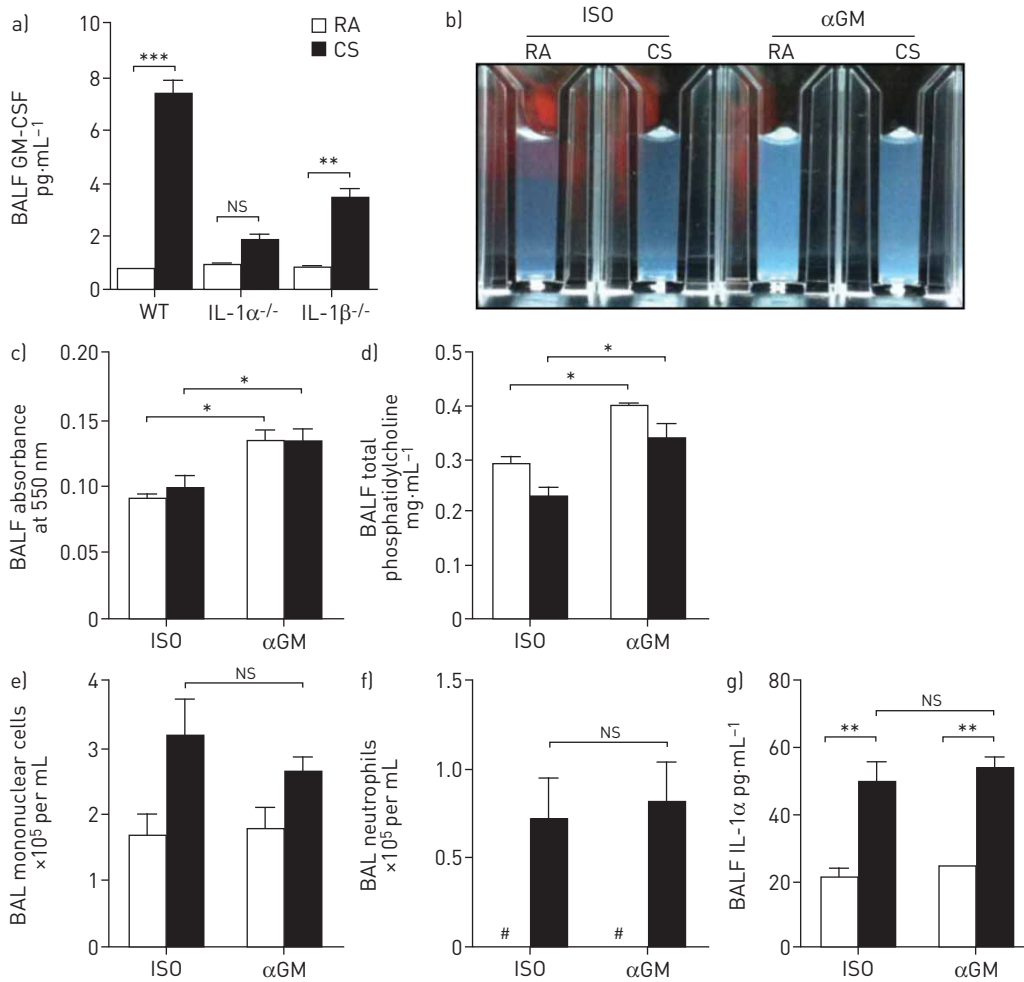 a)
10
8
6
4
2
0
BALF GM-CSF
pg·mL⁻¹
RA
CS
***
NS
**
WT
IL-1α-/-
IL-1β-/-
b)
ISO
αGM
RA
CS
RA
CS
c)
0.20
0.15
0.10
0.05
0
BALF absorbance
at 550 nm
*
*
ISO
αGM
d)
0.5
0.4
0.3
0.2
0.1
0
BALF total
phosphatidylcholine
mg·mL⁻¹
*
*
ISO
αGM
e)
4
3
2
1
0
BAL mononuclear cells
×10⁵ per mL
NS
ISO
αGM
f)
1.5
1.0
0.5
0
BAL neutrophils
×10⁵ per mL
NS
#
#
ISO
αGM
g)
80
60
40
20
0
BALF IL-1α pg·mL⁻¹
NS
**
**
ISO
αGM